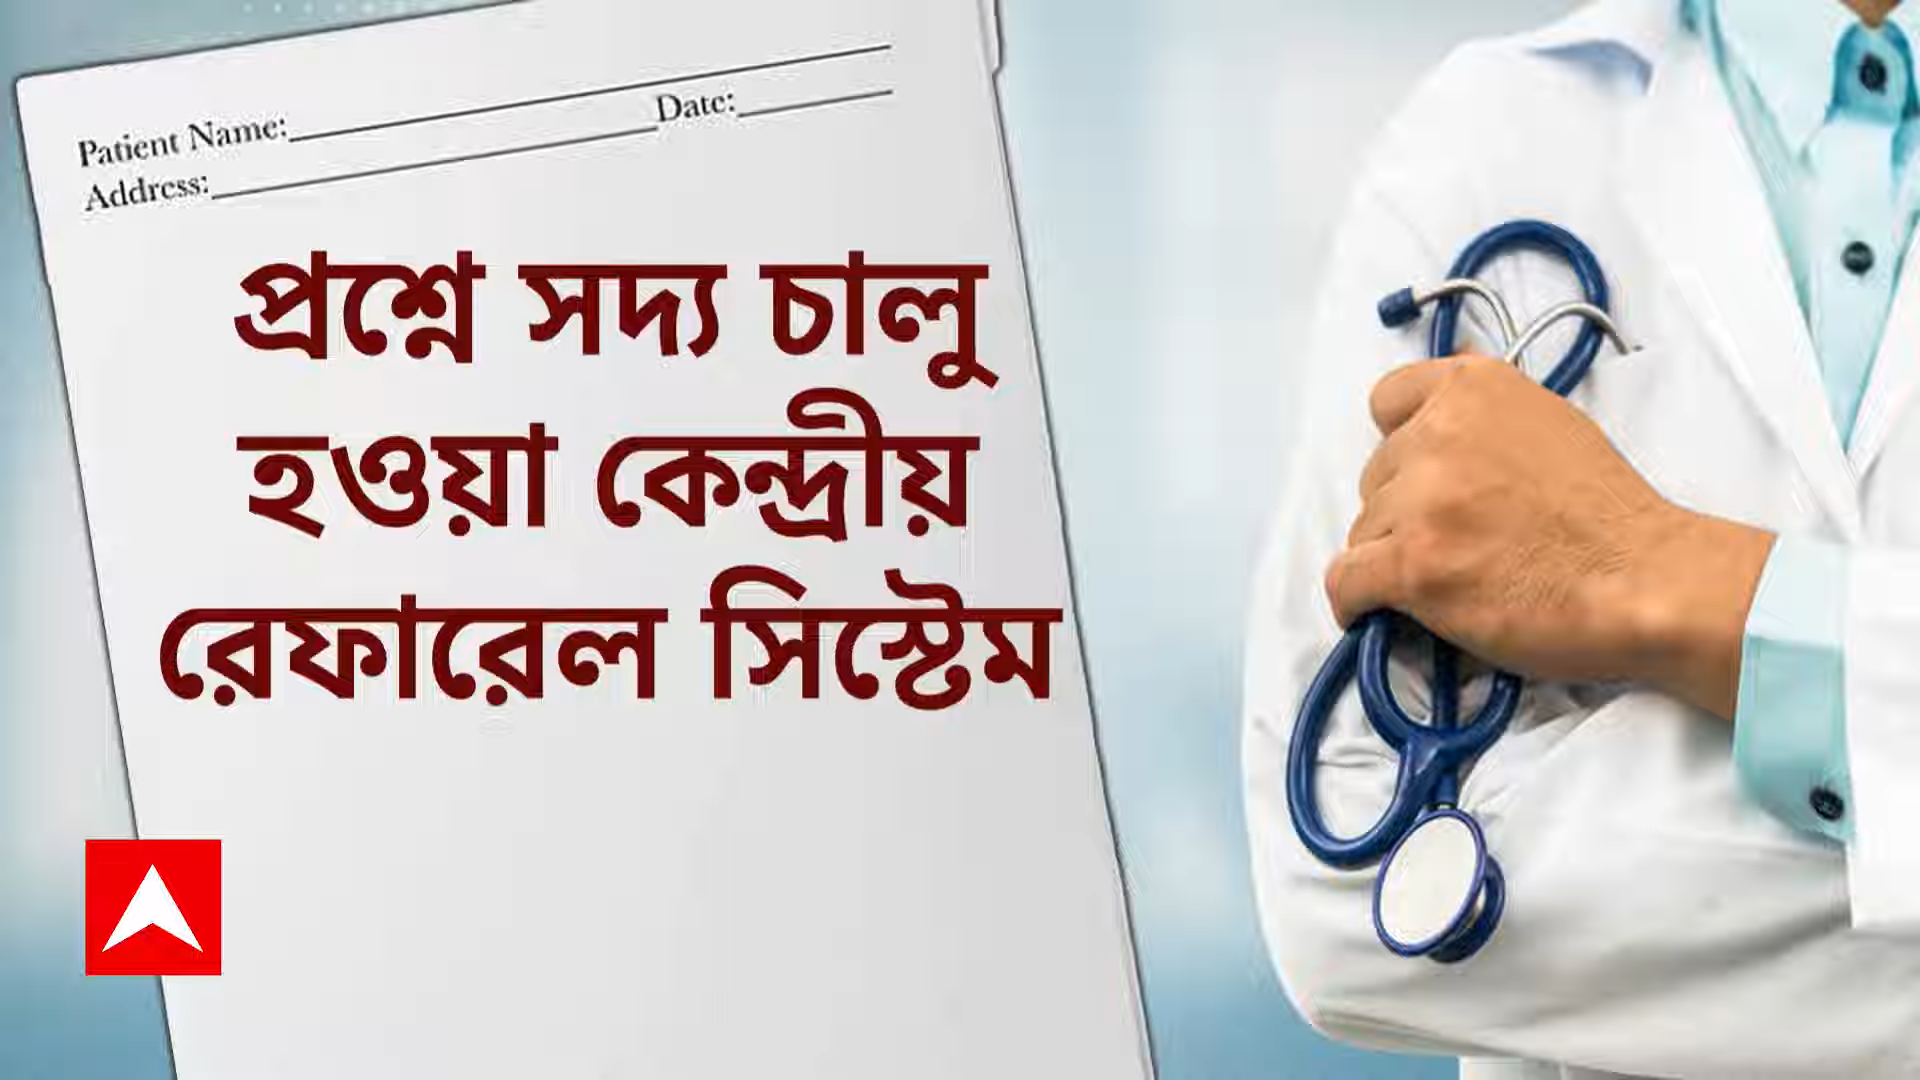 Patient Name: Date:
Address:
প্রশ্নে সদ্য চালু
হওয়া কেন্দ্রীয়
রেফারেল সিস্টেম